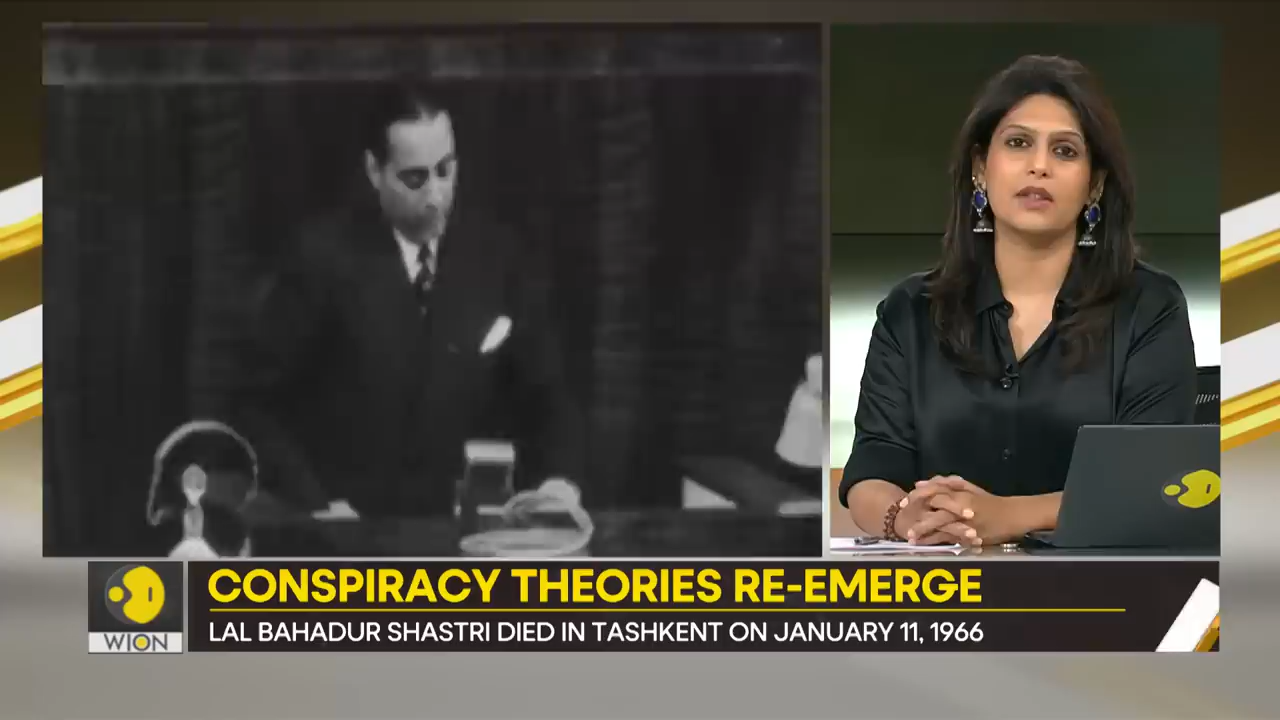 CONSPIRACY THEORIES RE-EMERGE
WION
LAL BAHADUR SHASTRI DIED IN TASHKENT ON JANUARY 11, 1966